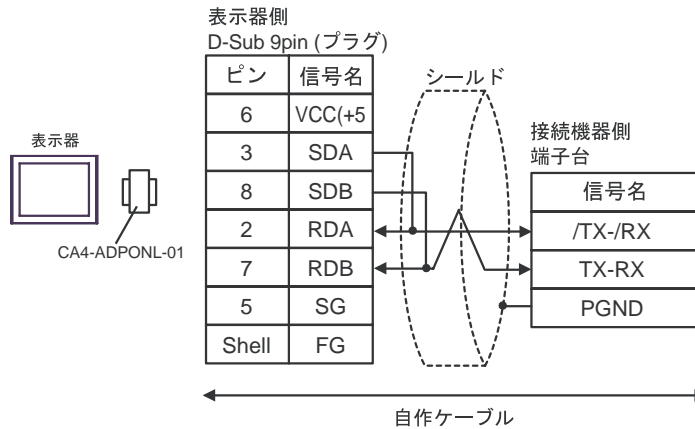 表示器側
D-Sub 9pin (プラグ)
ピン 信号名
6 VCC(+5
3 SDA
8 SDB
2 RDA
7 RDB
5 SG
Shell FG
シールド
表示器
CA4-ADPONL-01
接続機器側
端子台
信号名
/TX-/RX
TX-RX
PGND
自作ケーブル